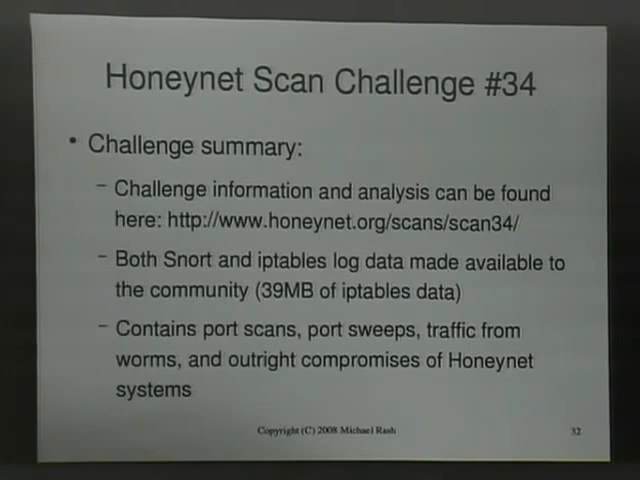 Honeynet Scan Challenge #34
• Challenge summary:
– Challenge information and analysis can be found
here: http://www.honeynet.org/scans/scan34/
– Both Snort and iptables log data made available to
the community (39MB of iptables data)
– Contains port scans, port sweeps, traffic from
worms, and outright compromises of Honeynet
systems
Copyright (C) 2008 Michael Rash
32